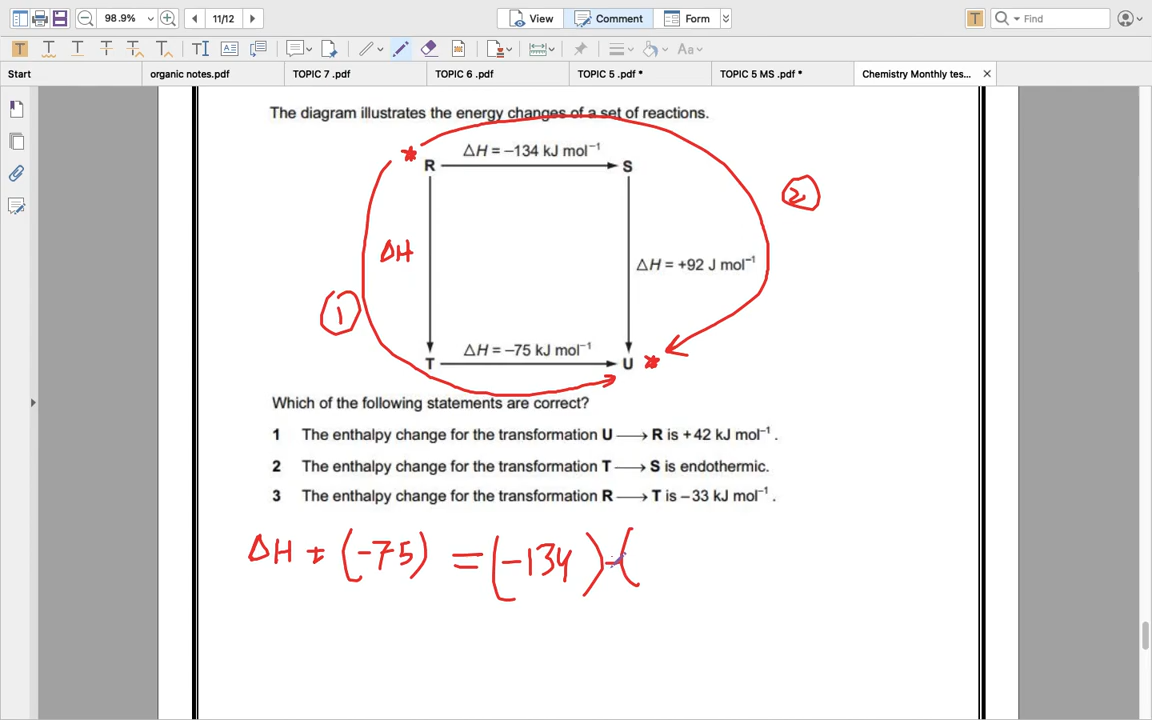 98.9% 11/12 View Comment Form Find
Start organic notes.pdf TOPIC 7 .pdf TOPIC 6 .pdf TOPIC 5 .pdf * TOPIC 5 MS .pdf * Chemistry Monthly tes... ×
The diagram illustrates the energy changes of a set of reactions.
ΔH = –134 kJ mol⁻¹
* R S
2
ΔH
ΔH = +92 J mol⁻¹
1
ΔH = –75 kJ mol⁻¹
T U *
Which of the following statements are correct?
1 The enthalpy change for the transformation U ⟶ R is +42 kJ mol⁻¹.
2 The enthalpy change for the transformation T ⟶ S is endothermic.
3 The enthalpy change for the transformation R ⟶ T is –33 kJ mol⁻¹.
ΔH + (-75) = (-134) + (